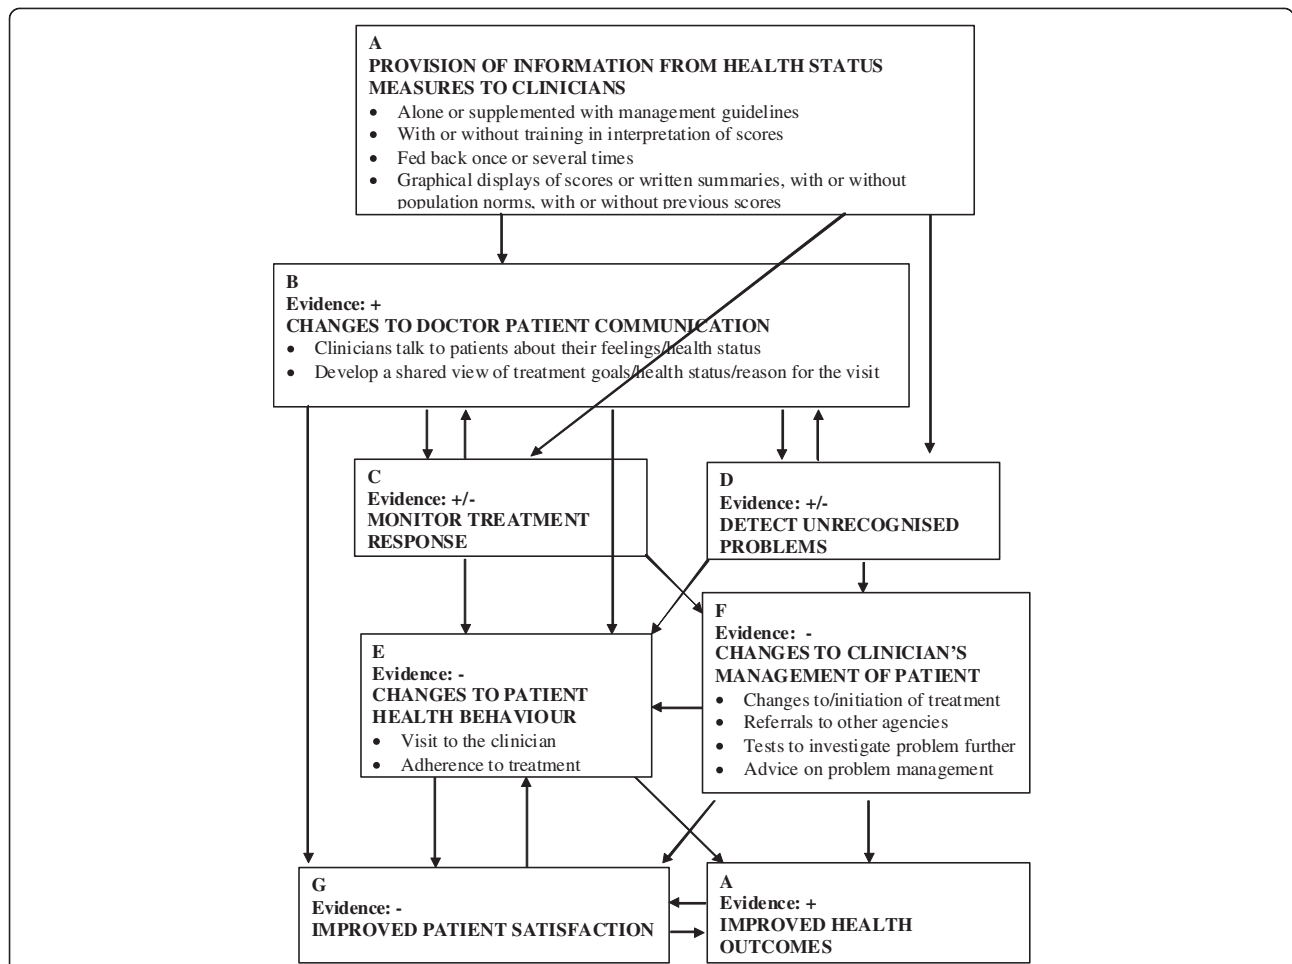 A
PROVISION OF INFORMATION FROM HEALTH STATUS
MEASURES TO CLINICIANS
• Alone or supplemented with management guidelines
• With or without training in interpretation of scores
• Fed back once or several times
• Graphical displays of scores or written summaries, with or without
population norms, with or without previous scores
B
Evidence: +
CHANGES TO DOCTOR PATIENT COMMUNICATION
• Clinicians talk to patients about their feelings/health status
• Develop a shared view of treatment goals/health status/reason for the visit
C
Evidence: +/-
MONITOR TREATMENT
RESPONSE
D
Evidence: +/-
DETECT UNRECOGNISED
PROBLEMS
E
Evidence: -
CHANGES TO PATIENT
HEALTH BEHAVIOUR
• Visit to the clinician
• Adherence to treatment
F
Evidence: -
CHANGES TO CLINICIAN'S
MANAGEMENT OF PATIENT
• Changes to/initiation of treatment
• Referrals to other agencies
• Tests to investigate problem further
• Advice on problem management
G
Evidence: -
IMPROVED PATIENT SATISFACTION
A
Evidence: +
IMPROVED HEALTH
OUTCOMES